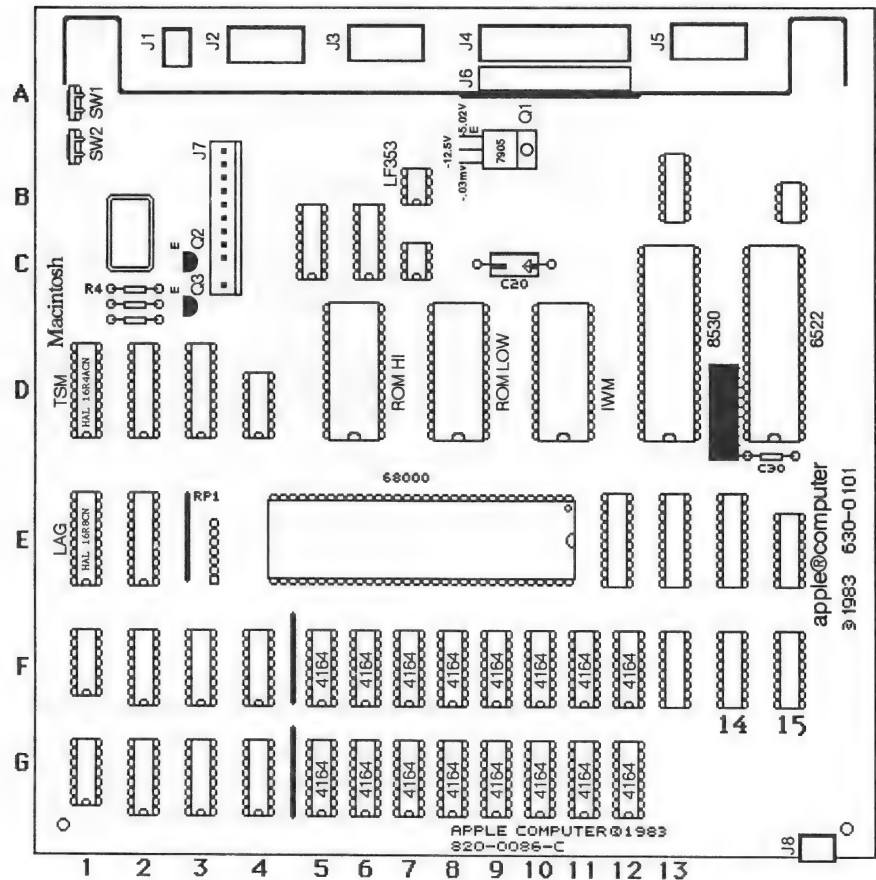 J1
J2
J3
J4
J5
J6
A
SW1
SW2
J7
LF353
-.03mv
-12.5V
+5.02V
E
7905
Q1
B
E
Q2
C
C20
E
Q3
R4
Macintosh
8530
6522
ROM HI
ROM LOW
IWM
D
TSM
HAL 16R4ACN
C30
68000
RP1
E
LAG
HAL 16R8CN
apple®computer
©1983 630-0101
F
4164 4164 4164 4164 4164 4164 4164 4164
14 15
G
4164 4164 4164 4164 4164 4164 4164 4164
APPLE COMPUTER©1983
820-0086-C
J8
1 2 3 4 5 6 7 8 9 10 11 12 13